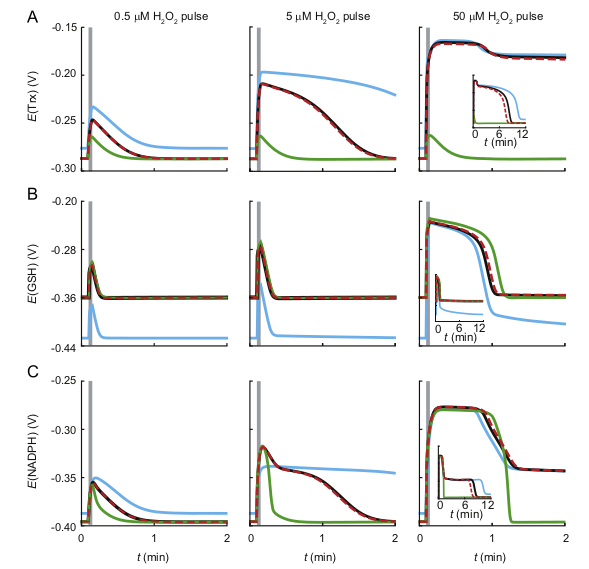 A
0.5 µM H₂O₂ pulse
5 µM H₂O₂ pulse
50 µM H₂O₂ pulse
E(Trx) (V)
-0.15
-0.20
-0.25
-0.30
0
6
12
t (min)
B
E(GSH) (V)
-0.20
-0.28
-0.36
-0.44
0
6
12
t (min)
C
E(NADPH) (V)
-0.25
-0.30
-0.35
-0.40
0
6
12
t (min)
0
1
2
0
1
2
0
1
2
t (min)
t (min)
t (min)